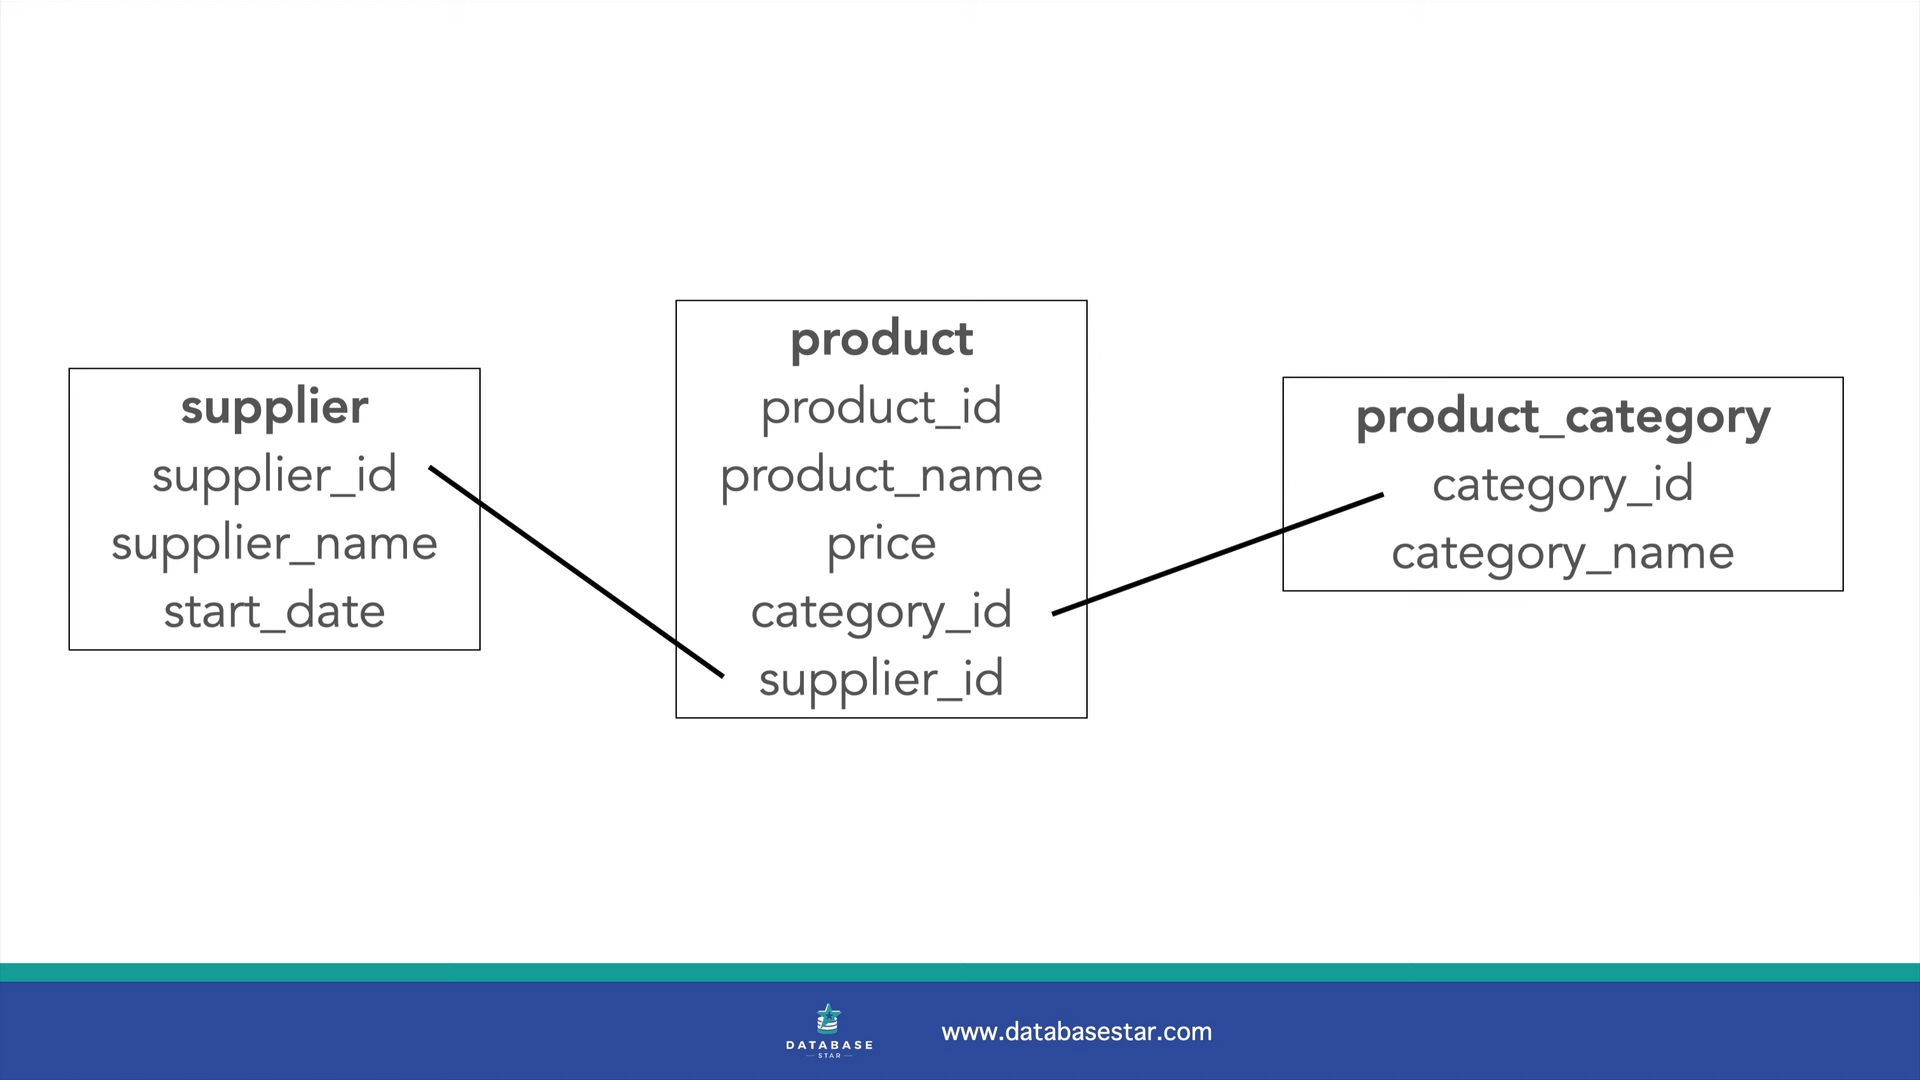 supplier
supplier_id
supplier_name
start_date
product
product_id
product_name
price
category_id
supplier_id
product_category
category_id
category_name
DATABASE
STAR
www.databasestar.com